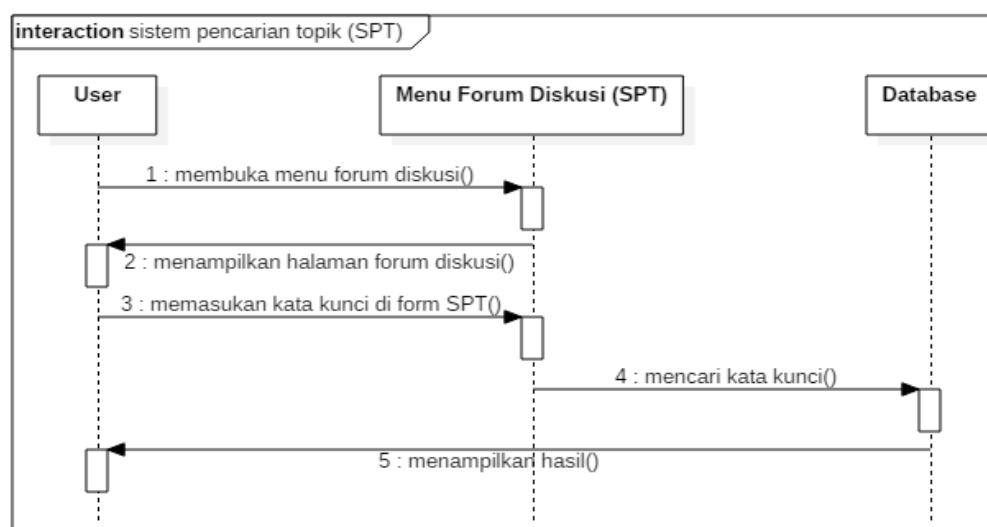 interaction sistem pencarian topik (SPT)
User
Menu Forum Diskusi (SPT)
Database
1 : membuka menu forum diskusi()
2 : menampilkan halaman forum diskusi()
3 : memasukan kata kunci di form SPT()
4 : mencari kata kunci()
5 : menampilkan hasil()